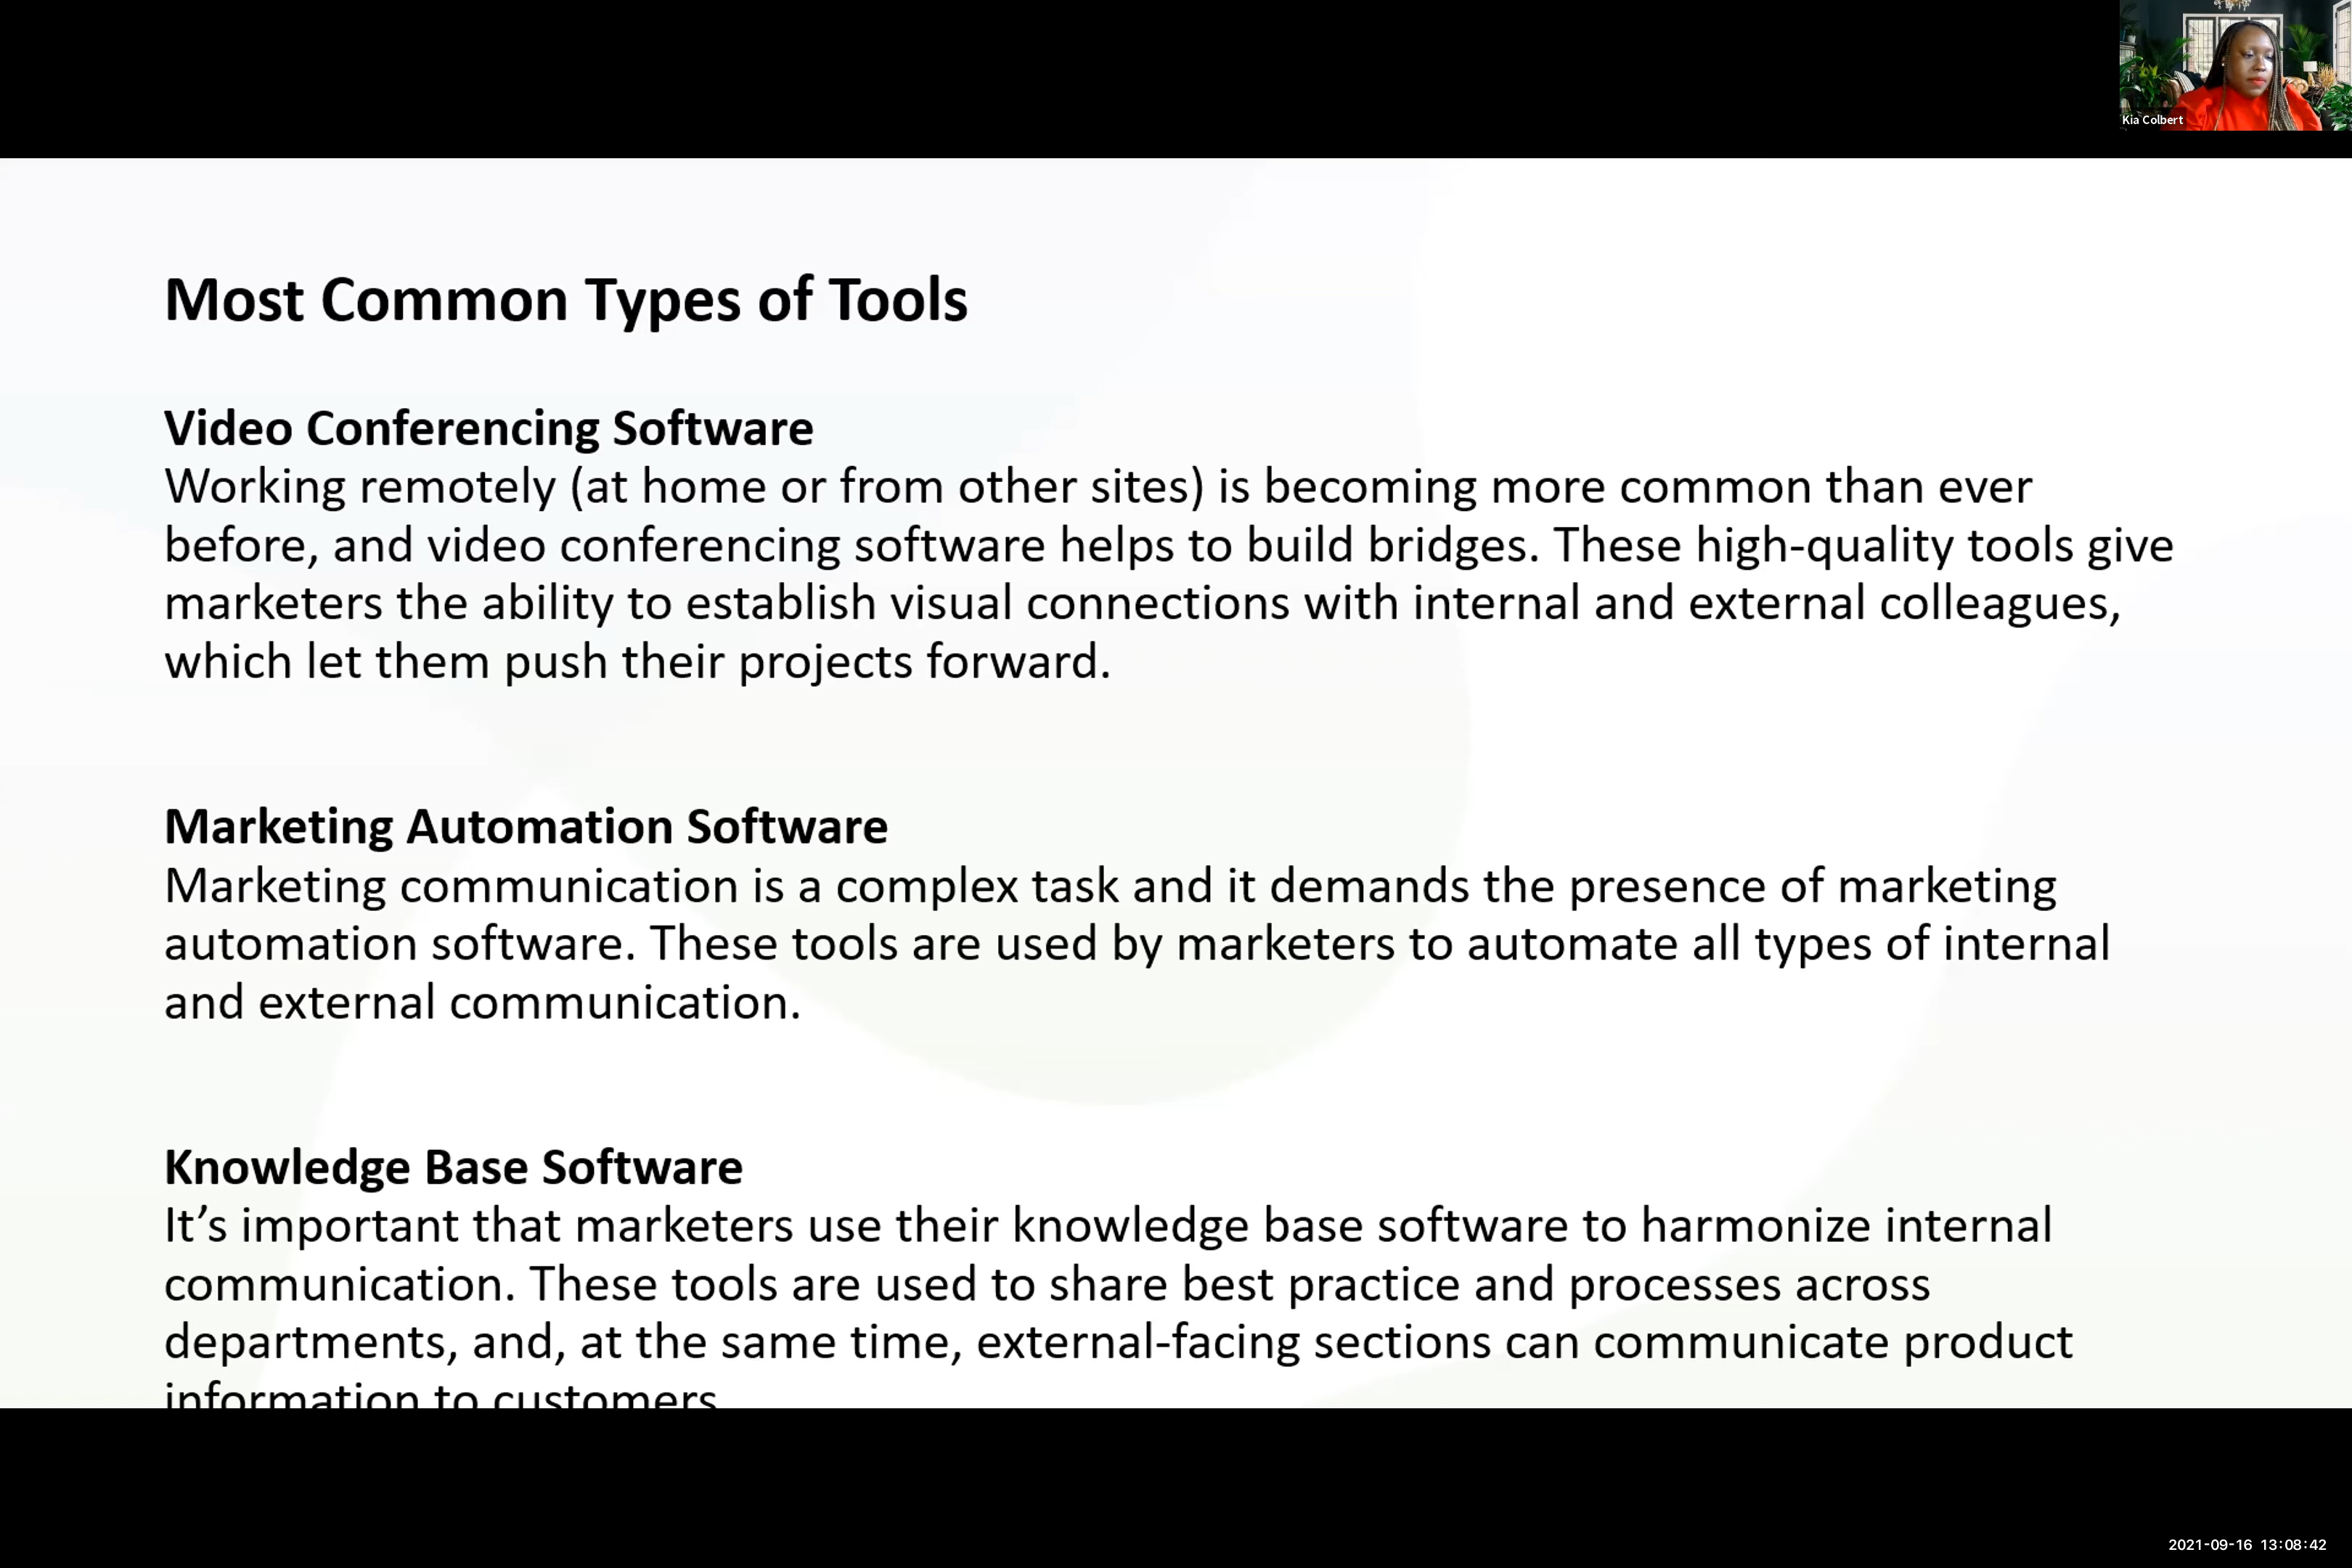 Kia Colbert
Most Common Types of Tools
Video Conferencing Software
Working remotely (at home or from other sites) is becoming more common than ever
before, and video conferencing software helps to build bridges. These high-quality tools give
marketers the ability to establish visual connections with internal and external colleagues,
which let them push their projects forward.
Marketing Automation Software
Marketing communication is a complex task and it demands the presence of marketing
automation software. These tools are used by marketers to automate all types of internal
and external communication.
Knowledge Base Software
It’s important that marketers use their knowledge base software to harmonize internal
communication. These tools are used to share best practice and processes across
departments, and, at the same time, external-facing sections can communicate product
information to customers
2021-09-16 13:08:42